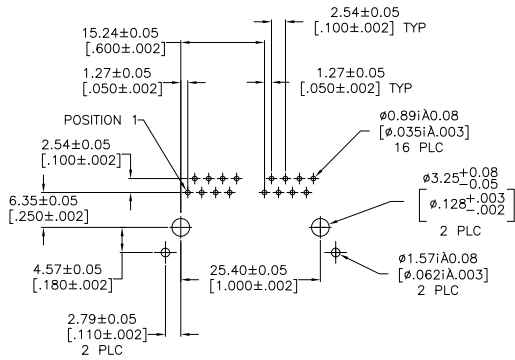 2.54±0.05
[.100±.002] TYP
15.24±0.05
[.600±.002]
1.27±0.05
[.050±.002]
1.27±0.05
[.050±.002] TYP
POSITION 1
ø0.89iÀ0.08
[ø.035iÀ.003]
16 PLC
2.54±0.05
[.100±.002]
ø3.25+0.08
-0.05
ø.128+.003
-.002
2 PLC
6.35±0.05
[.250±.002]
4.57±0.05
[.180±.002]
25.40±0.05
[1.000±.002]
ø1.57iÀ0.08
[ø.062iÀ.003]
2 PLC
2.79±0.05
[.110±.002]
2 PLC